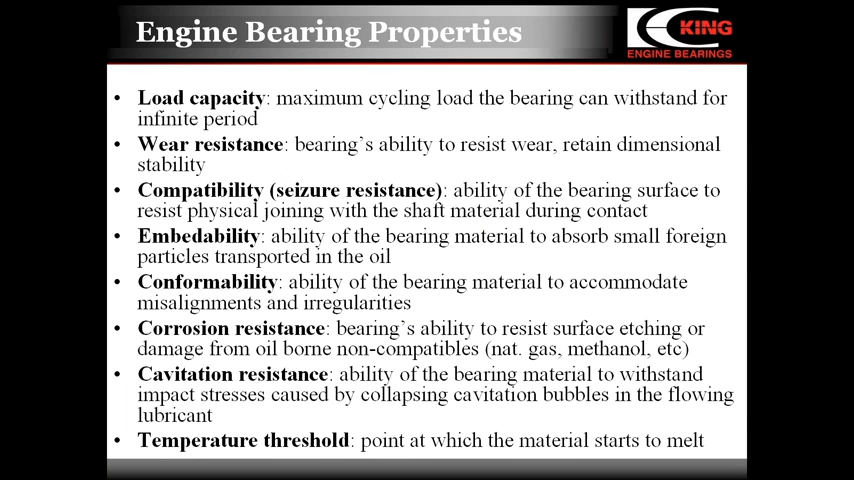 Engine Bearing Properties
KING
ENGINE BEARINGS
• Load capacity: maximum cycling load the bearing can withstand for
infinite period
• Wear resistance: bearing's ability to resist wear, retain dimensional
stability
• Compatibility (seizure resistance): ability of the bearing surface to
resist physical joining with the shaft material during contact
• Embedability: ability of the bearing material to absorb small foreign
particles transported in the oil
• Conformability: ability of the bearing material to accommodate
misalignments and irregularities
• Corrosion resistance: bearing's ability to resist surface etching or
damage from oil borne non-compatibles (nat. gas, methanol, etc)
• Cavitation resistance: ability of the bearing material to withstand
impact stresses caused by collapsing cavitation bubbles in the flowing
lubricant
• Temperature threshold: point at which the material starts to melt